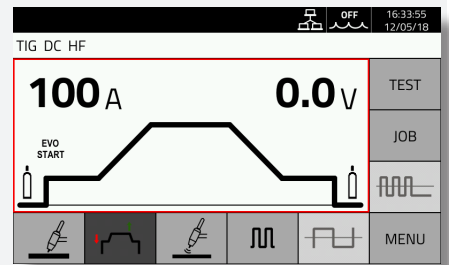 OFF
16:33:55
12/05/18
TIG DC HF
100 A
0.0 V
TEST
EVO
START
JOB
MENU